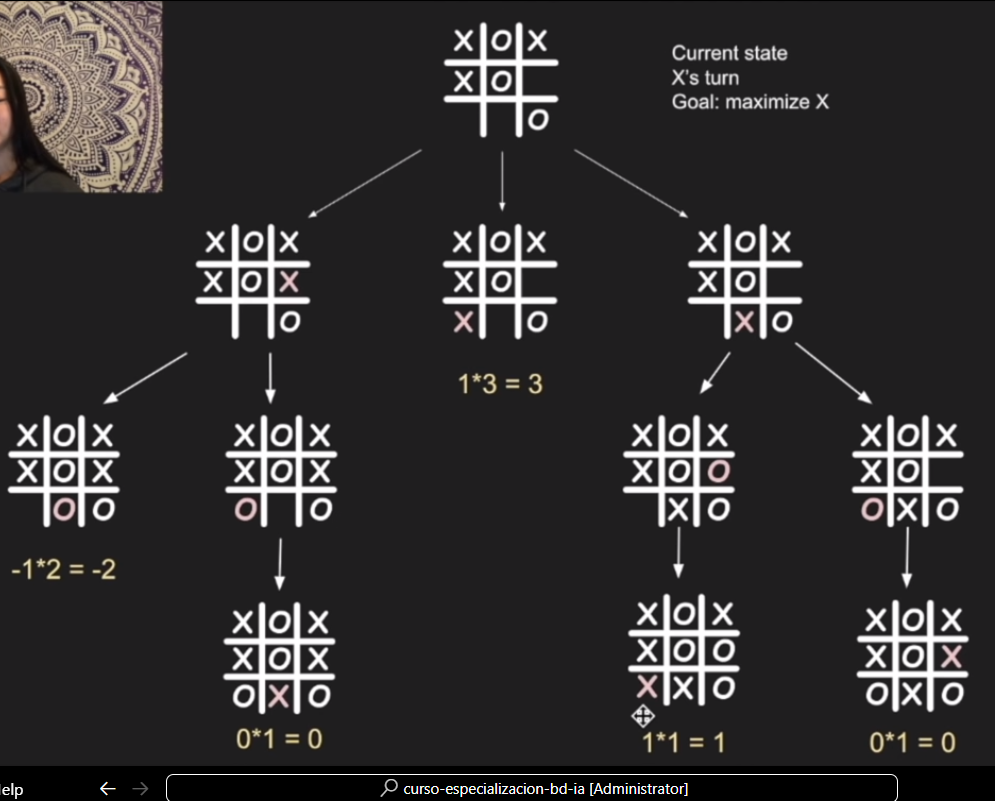 X O X
X O
O
Current state
X's turn
Goal: maximize X
X O X
X O X
O
X O X
X O
X O
X O X
X O
X O
1*3 = 3
X O X
X O X
O O
X O X
X O X
O O
X O X
X O O
X O
X O X
X O
O X O
-1*2 = -2
X O X
X O X
O X O
X O X
X O O
X X O
X O X
X O X
O X O
0*1 = 0
1*1 = 1
0*1 = 0
elp
curso-especializacion-bd-ia [Administrator]